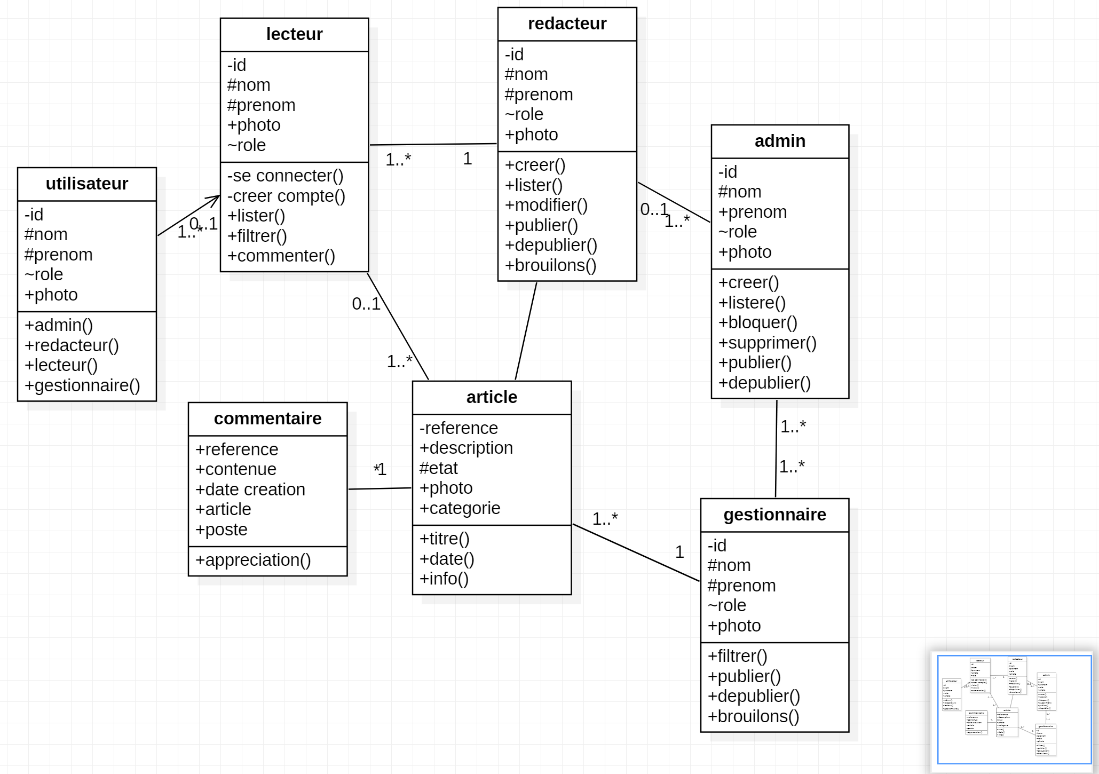 lecteur
-id
#nom
#prenom
+photo
~role
-se connecter()
-creer compte()
+lister()
+filtrer()
+commenter()
redacteur
-id
#nom
#prenom
~role
+photo
+creer()
+lister()
+modifier()
+publier()
+depublier()
+brouilons()
admin
-id
#nom
+prenom
~role
+photo
+creer()
+listere()
+bloquer()
+supprimer()
+publier()
+depublier()
utilisateur
-id
#nom
#prenom
~role
+photo
+admin()
+redacteur()
+lecteur()
+gestionnaire()
1..*
0..1
1..*
1
0..1
1..*
0..1
1..*
commentaire
+reference
+contenue
+date creation
+article
+poste
+appreciation()
*
1
article
-reference
+description
#etat
+photo
+categorie
+titre()
+date()
+info()
1..*
1
1..*
1..*
gestionnaire
-id
#nom
#prenom
~role
+photo
+filtrer()
+publier()
+depublier()
+brouilons()